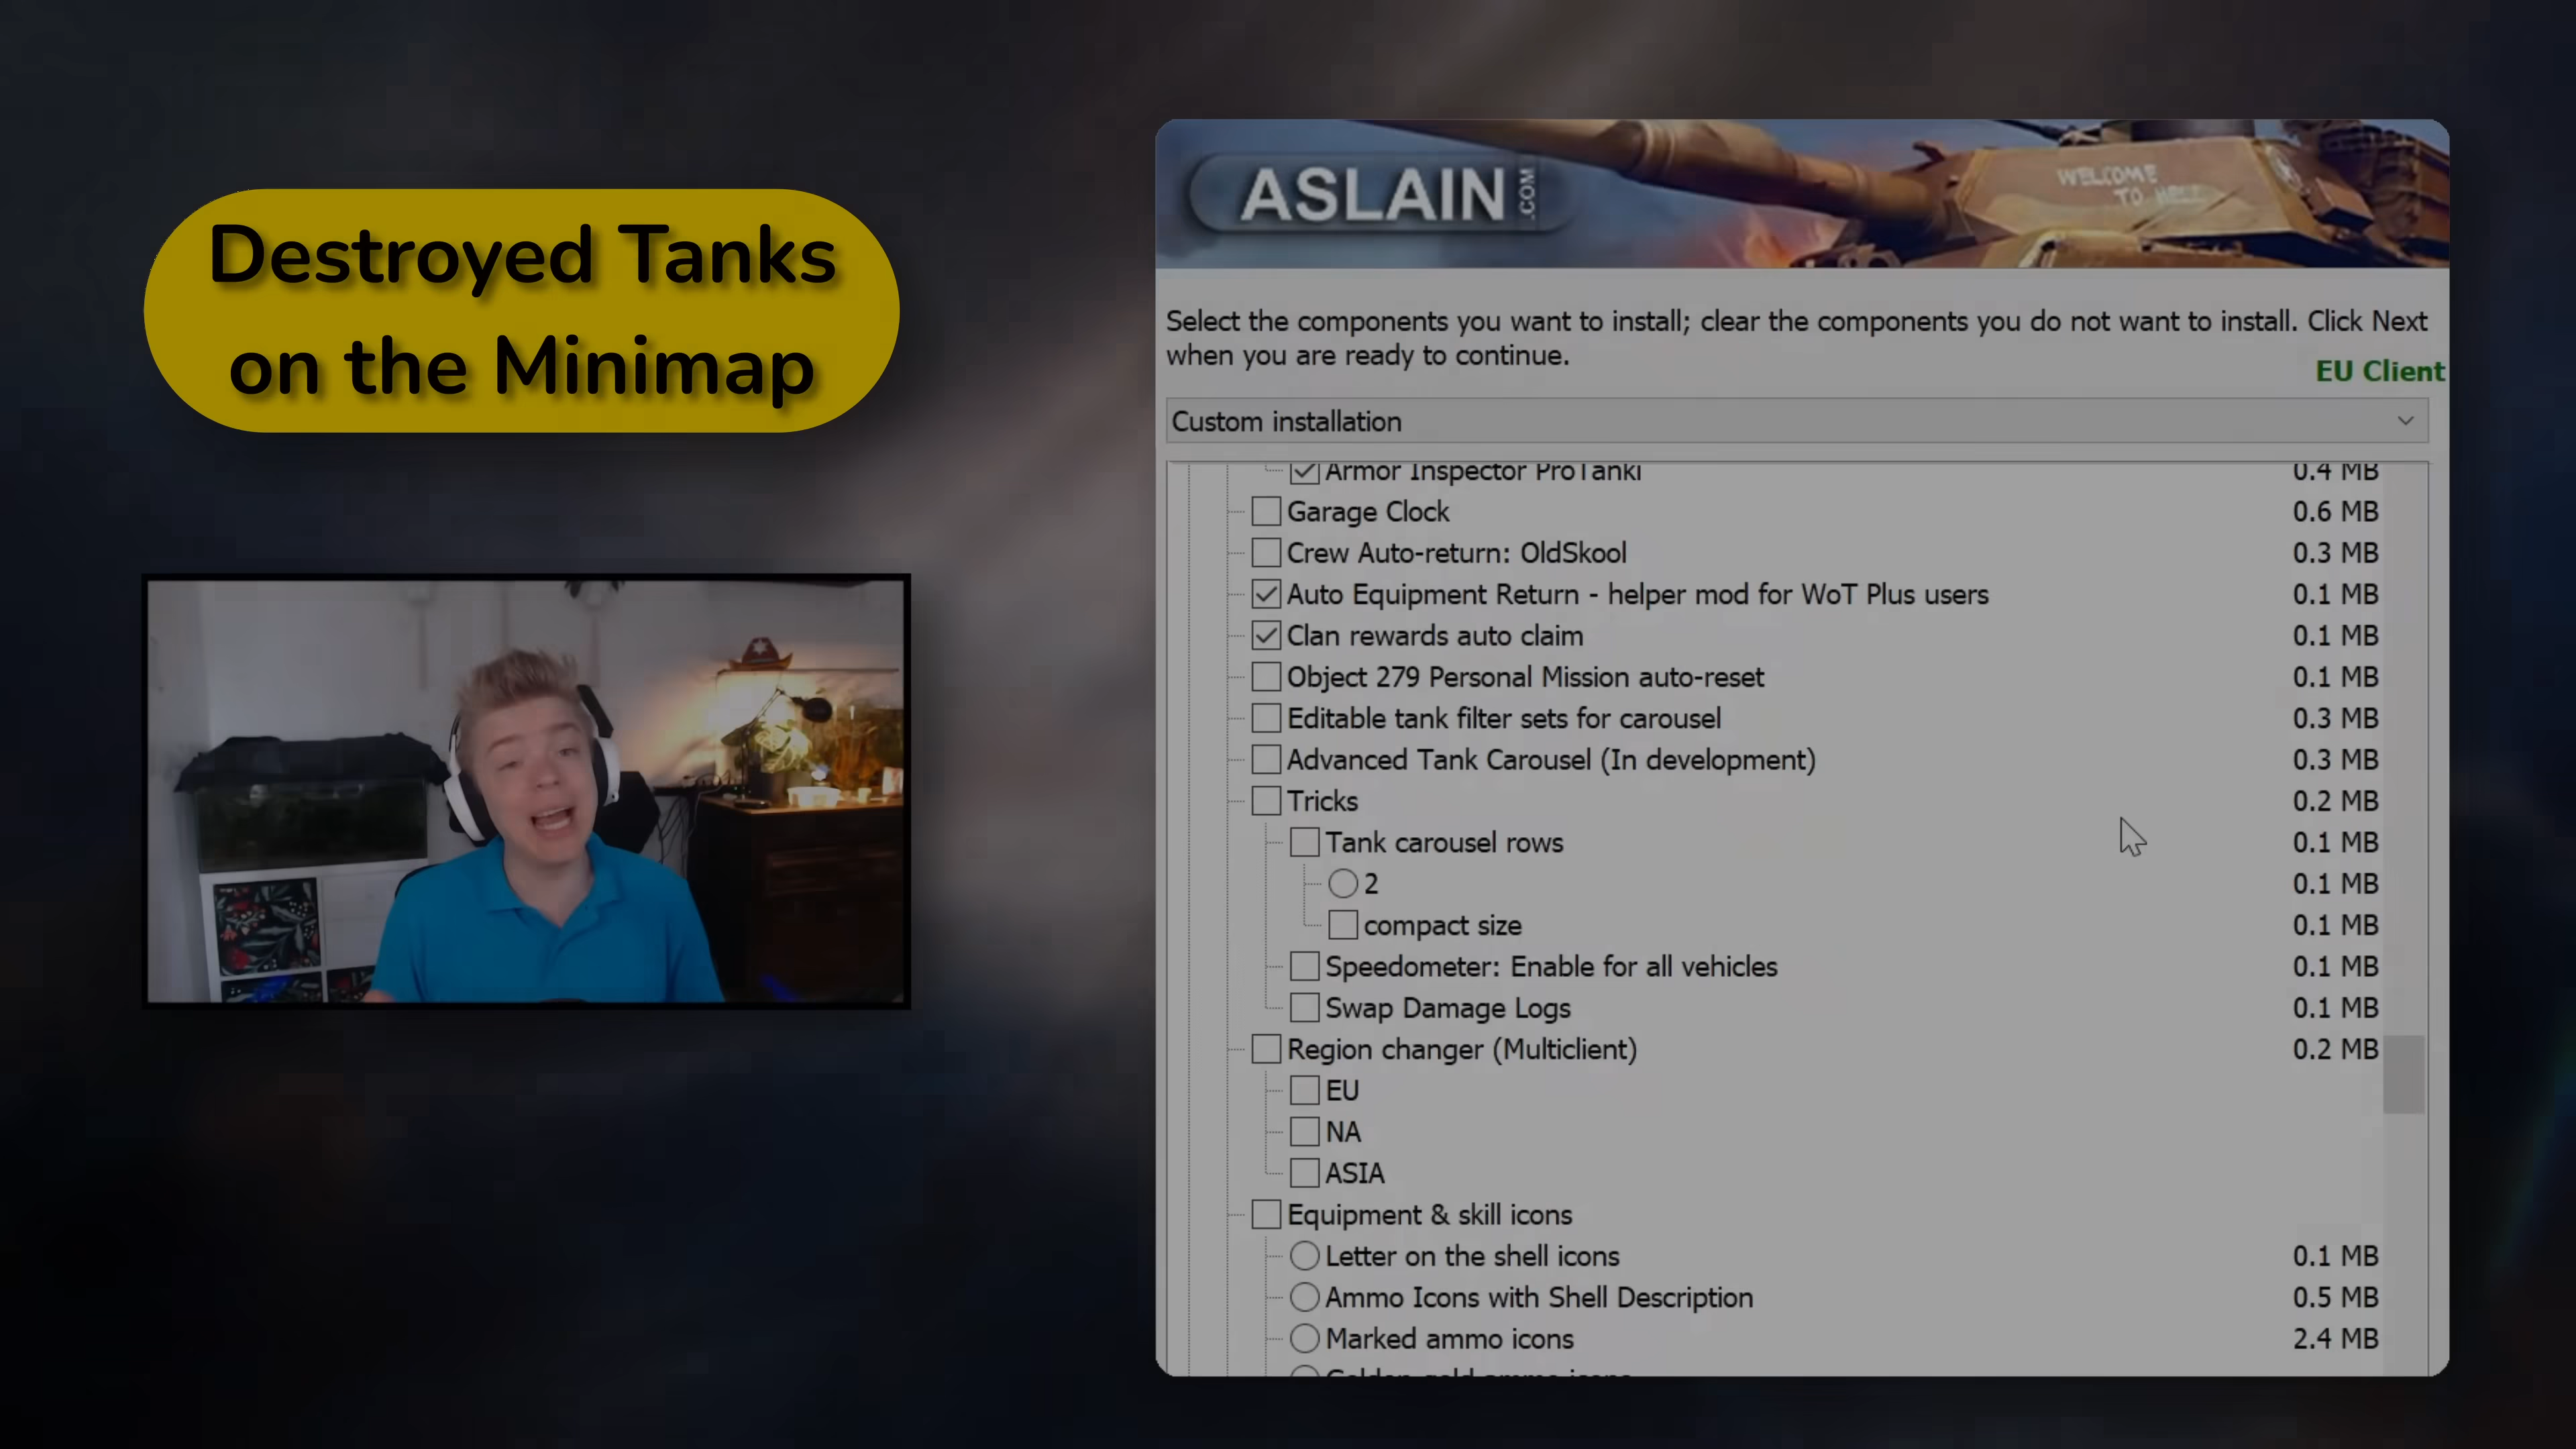 Destroyed Tanks
on the Minimap
ASLAIN .COM
WELCOME
TO HELL
Select the components you want to install; clear the components you do not want to install. Click Next
when you are ready to continue.
EU Client
Custom installation
Armor Inspector ProTanki 0.4 MB
Garage Clock 0.6 MB
Crew Auto-return: OldSkool 0.3 MB
Auto Equipment Return - helper mod for WoT Plus users 0.1 MB
Clan rewards auto claim 0.1 MB
Object 279 Personal Mission auto-reset 0.1 MB
Editable tank filter sets for carousel 0.3 MB
Advanced Tank Carousel (In development) 0.3 MB
Tricks 0.2 MB
Tank carousel rows 0.1 MB
2 0.1 MB
compact size 0.1 MB
Speedometer: Enable for all vehicles 0.1 MB
Swap Damage Logs 0.1 MB
Region changer (Multiclient) 0.2 MB
EU
NA
ASIA
Equipment & skill icons
Letter on the shell icons 0.1 MB
Ammo Icons with Shell Description 0.5 MB
Marked ammo icons 2.4 MB